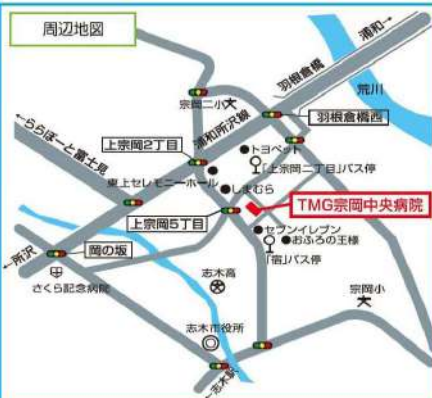 周辺地図
浦和→
羽根倉橋
荒川
宗岡二小
浦和所沢線
羽根倉橋西
←ららぽーと富士見
上宗岡2丁目
トヨペット
「上宗岡二丁目」バス停
東上セレモニーホール
しまむら
TMG宗岡中央病院
上宗岡5丁目
セブンイレブン
おふろの王様
「宿」バス停
←所沢
岡の坂
さくら記念病院
志木高
宗岡小
志木市役所
←志木駅